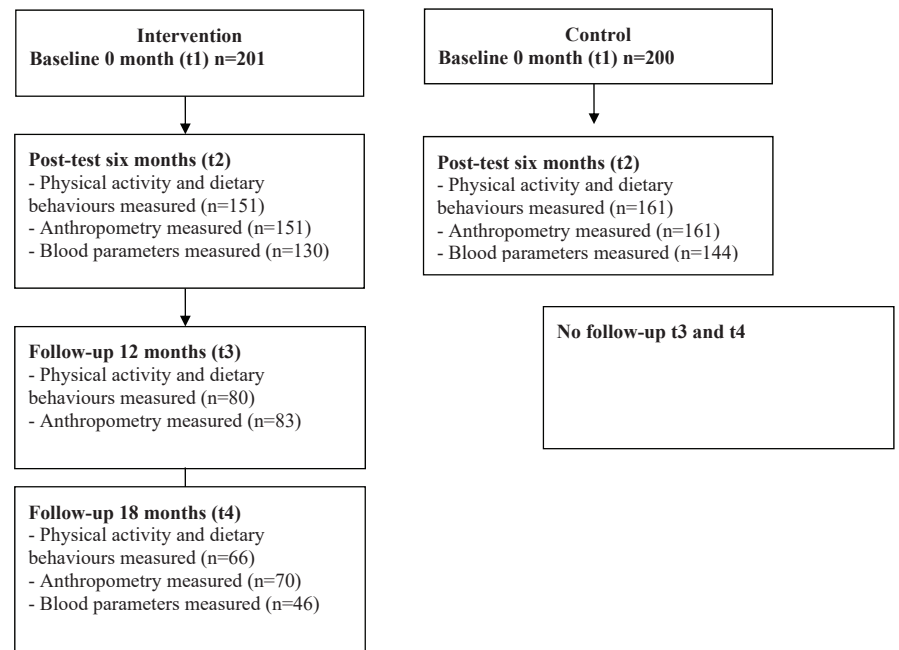 Intervention
Baseline 0 month (t1) n=201
Control
Baseline 0 month (t1) n=200
Post-test six months (t2)
- Physical activity and dietary
behaviours measured (n=151)
- Anthropometry measured (n=151)
- Blood parameters measured (n=130)
Post-test six months (t2)
- Physical activity and dietary
behaviours measured (n=161)
- Anthropometry measured (n=161)
- Blood parameters measured (n=144)
Follow-up 12 months (t3)
- Physical activity and dietary
behaviours measured (n=80)
- Anthropometry measured (n=83)
No follow-up t3 and t4
Follow-up 18 months (t4)
- Physical activity and dietary
behaviours measured (n=66)
- Anthropometry measured (n=70)
- Blood parameters measured (n=46)